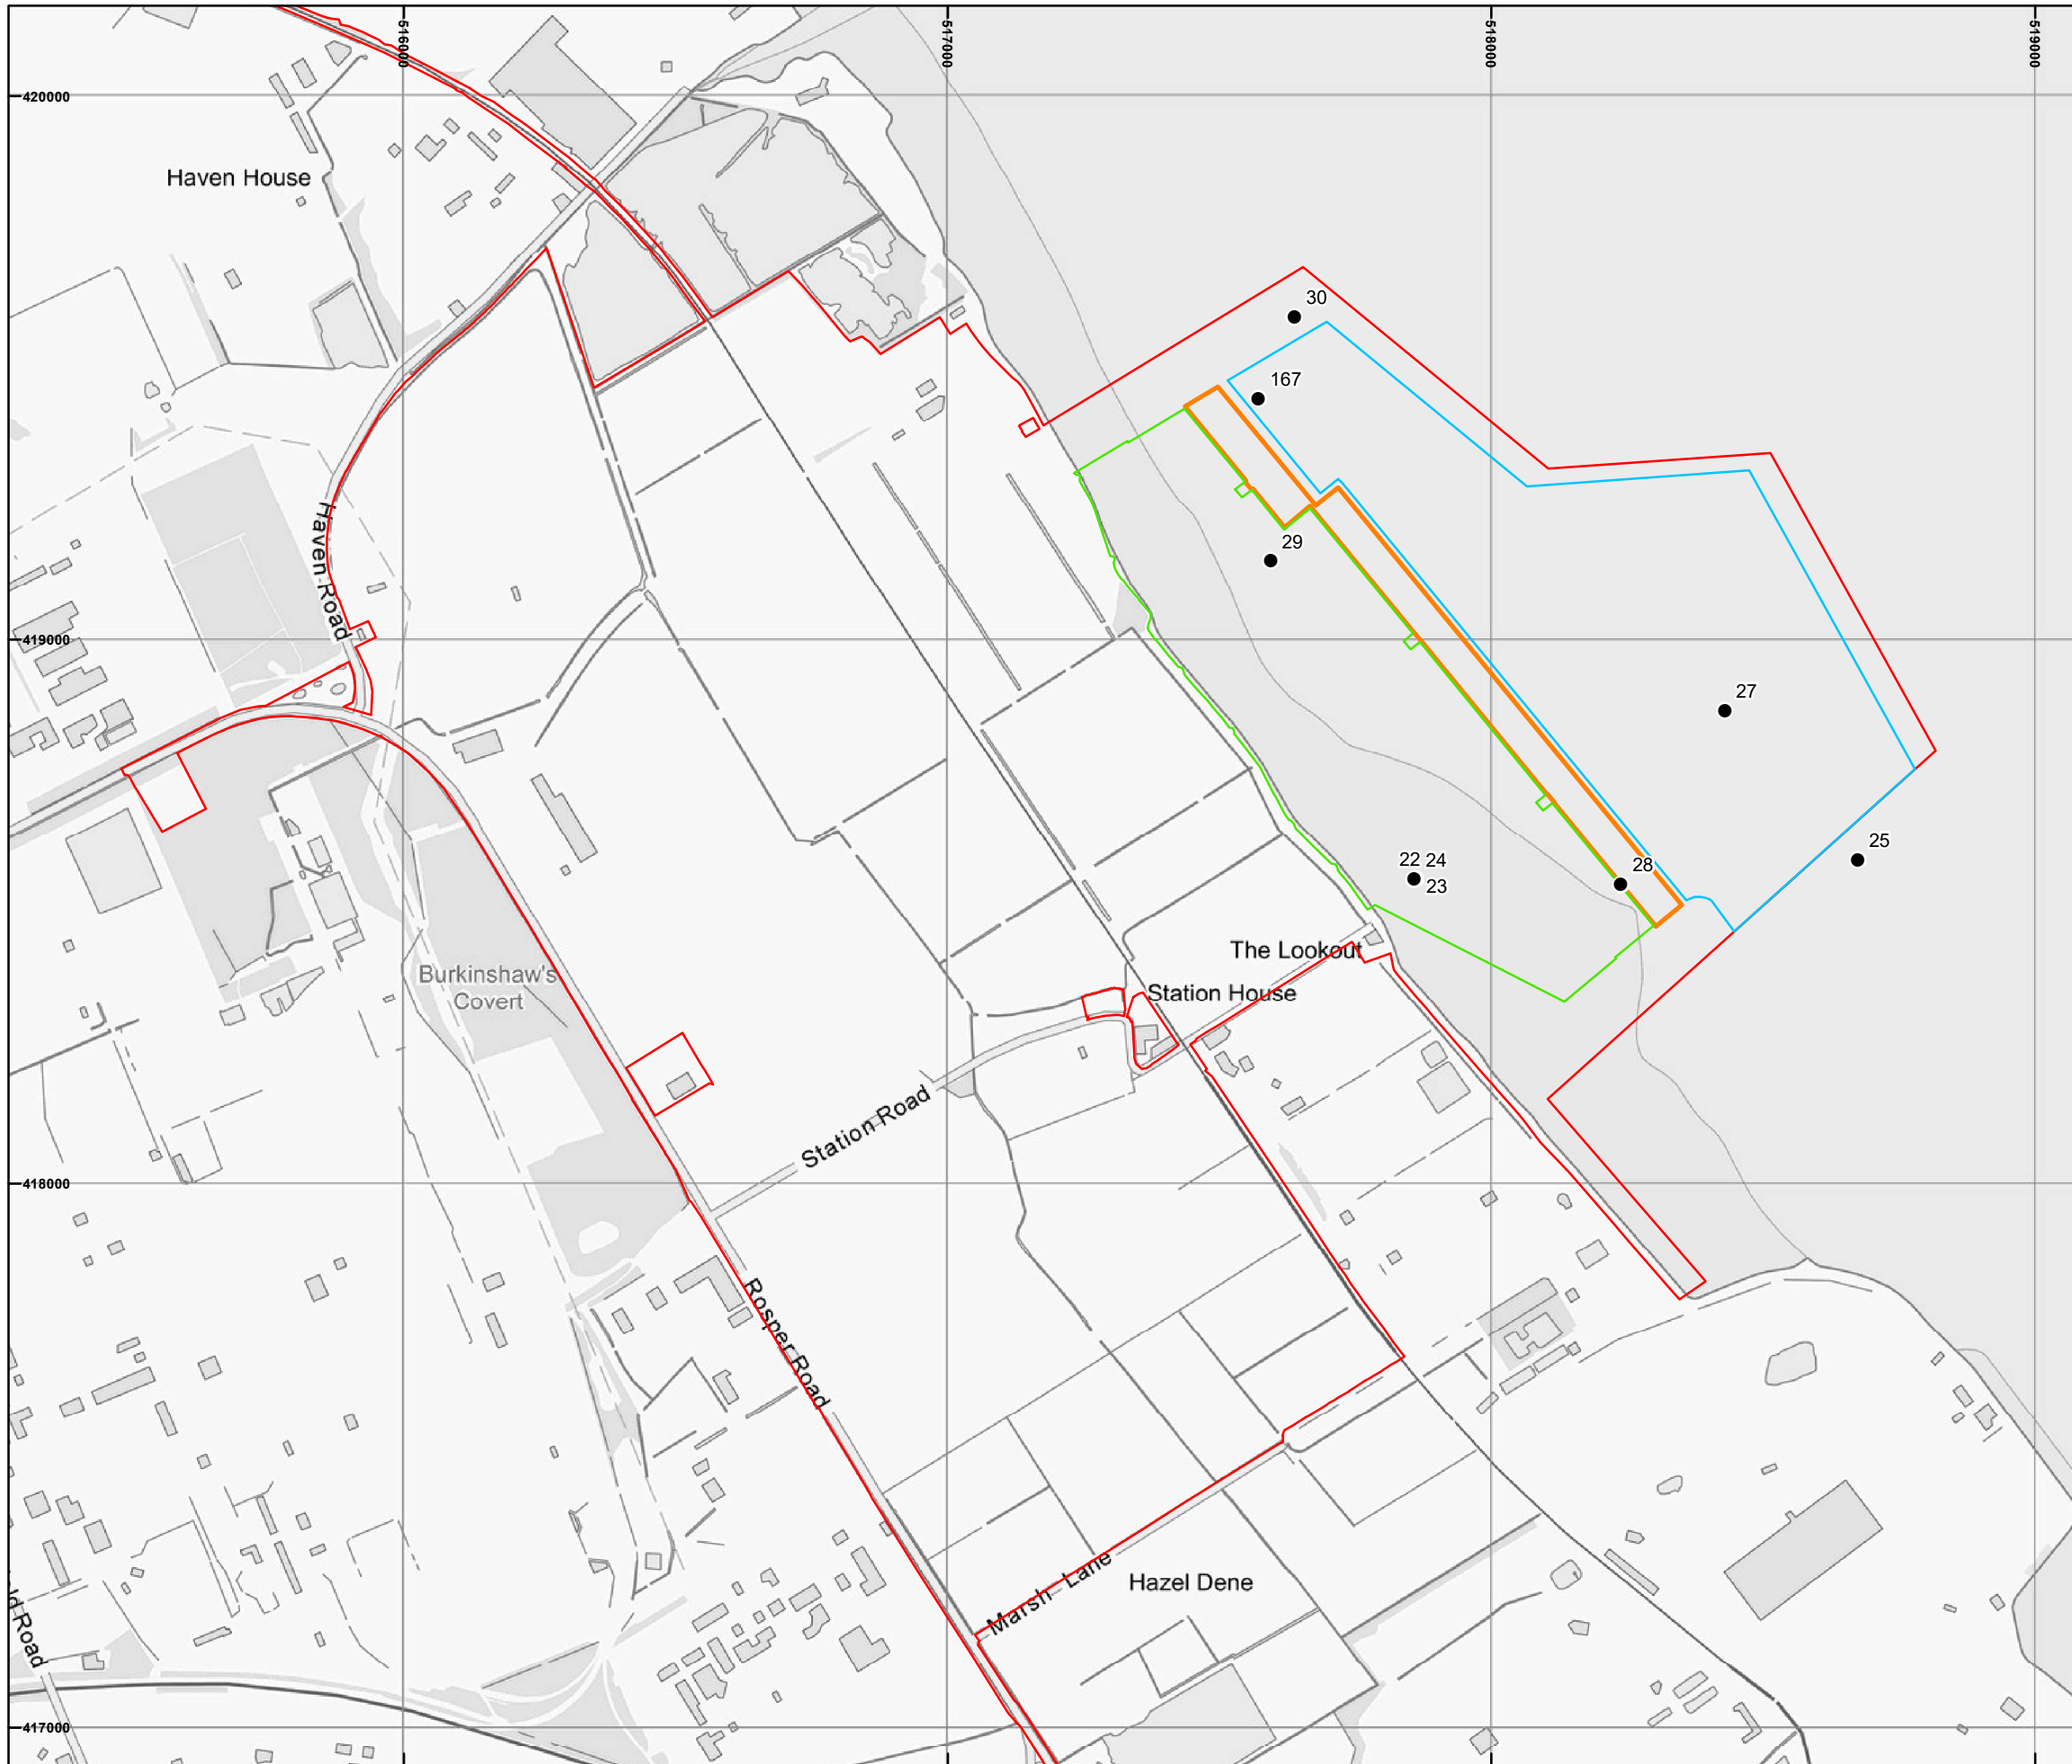 516000
517000
518000
519000
420000
Haven House
30
167
Haven Road
29
419000
27
25
22 24
23
28
The Lookout
Burkinshaw's
Covert
Station House
Station Road
418000
Rosper Road
Marsh Lane
Hazel Dene
Road
417000